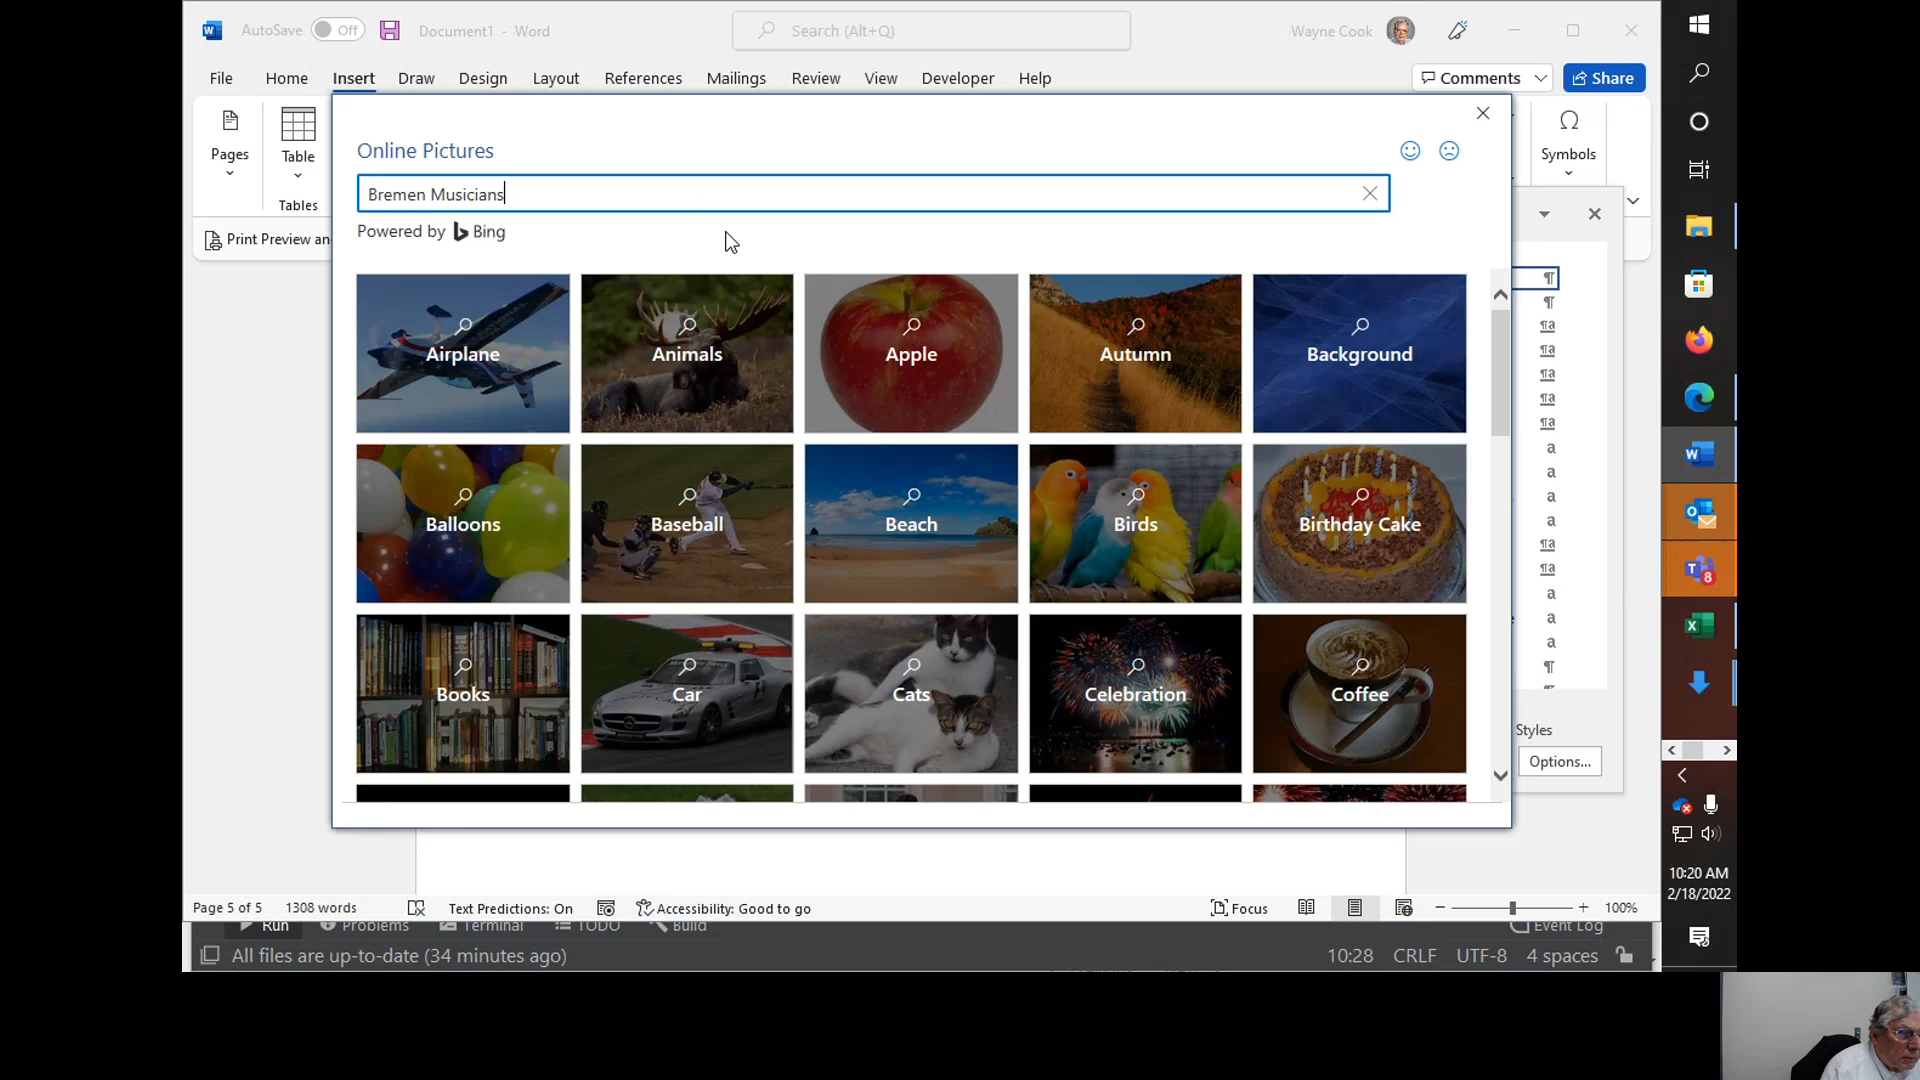 AutoSave Off Document1 - Word Search (Alt+Q) Wayne Cook
File Home Insert Draw Design Layout References Mailings Review View Developer Help Comments Share
Pages Table Symbols
Tables
Print Preview an
Online Pictures
Bremen Musicians
Powered by Bing
Airplane Animals Apple Autumn Background
Balloons Baseball Beach Birds Birthday Cake
Books Car Cats Celebration Coffee
¶
¶
¶a
¶a
¶a
¶a
¶a
a
a
a
a
¶a
¶a
a
a
a
¶
Styles
Options...
Page 5 of 5 1308 words Text Predictions: On Accessibility: Good to go Focus 100%
Run Problems Terminal TODO Build Event Log
All files are up-to-date (34 minutes ago) 10:28 CRLF UTF-8 4 spaces
8
10:20 AM
2/18/2022